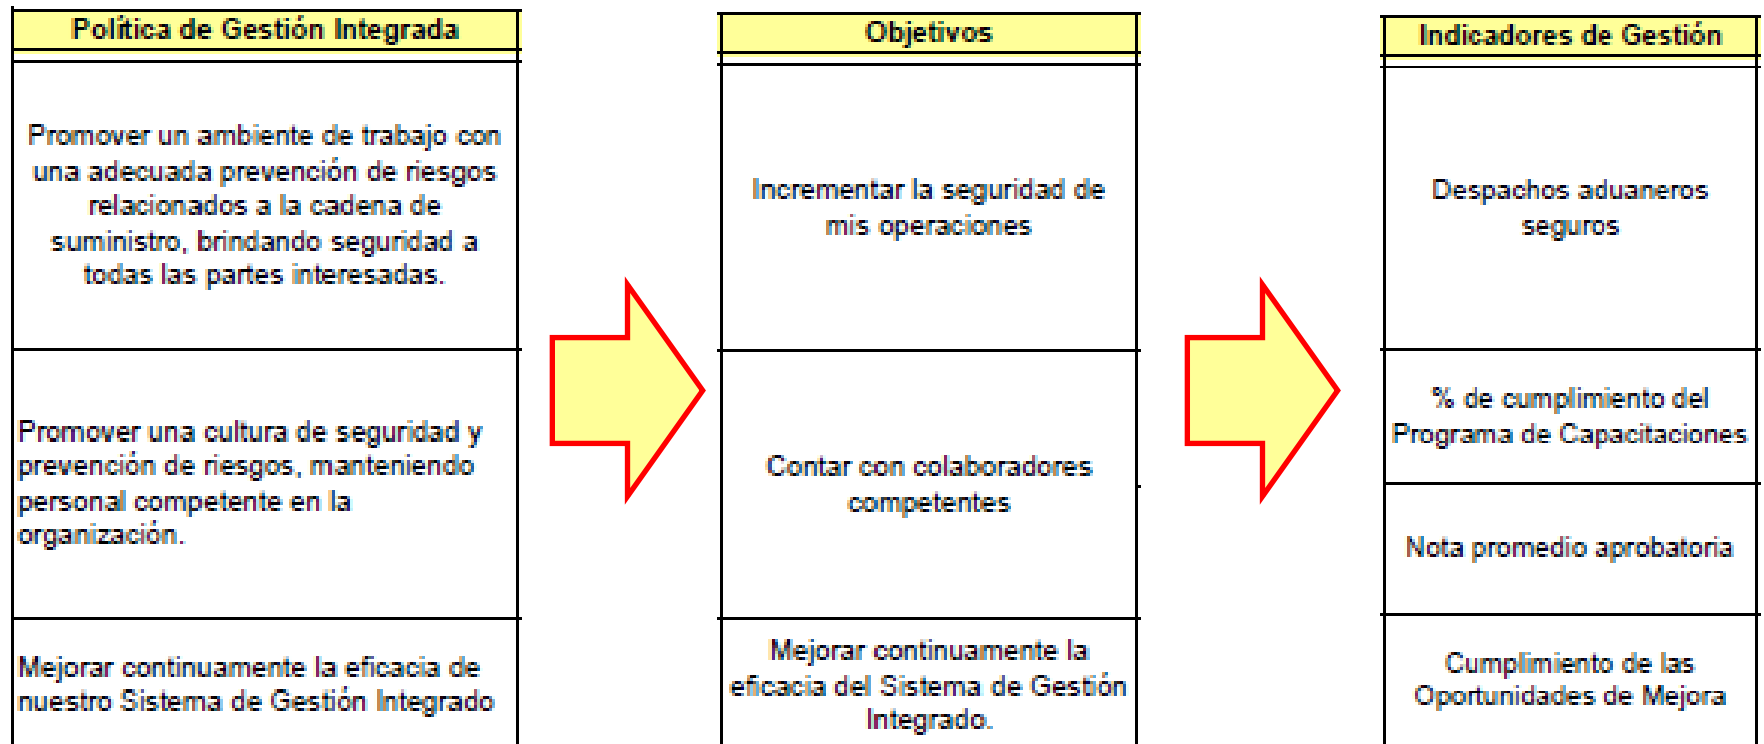 Política de Gestión Integrada
Promover un ambiente de trabajo con
una adecuada prevención de riesgos
relacionados a la cadena de
suministro, brindando seguridad a
todas las partes interesadas.
Promover una cultura de seguridad y
prevención de riesgos, manteniendo
personal competente en la
organización.
Mejorar continuamente la eficacia de
nuestro Sistema de Gestión Integrado
Objetivos
Incrementar la seguridad de
mis operaciones
Contar con colaboradores
competentes
Mejorar continuamente la
eficacia del Sistema de Gestión
Integrado.
Indicadores de Gestión
Despachos aduaneros
seguros
% de cumplimiento del
Programa de Capacitaciones
Nota promedio aprobatoria
Cumplimiento de las
Oportunidades de Mejora